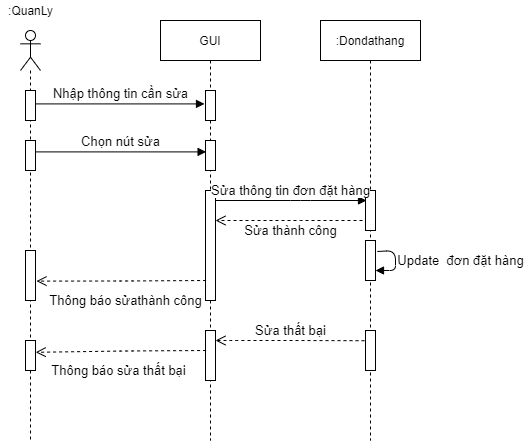 :QuanLy
GUI
:Dondathang
Nhập thông tin cần sửa
Chọn nút sửa
Sửa thông tin đơn đặt hàng
Sửa thành công
Update đơn đặt hàng
Thông báo sửathành công
Sửa thất bại
Thông báo sửa thất bại